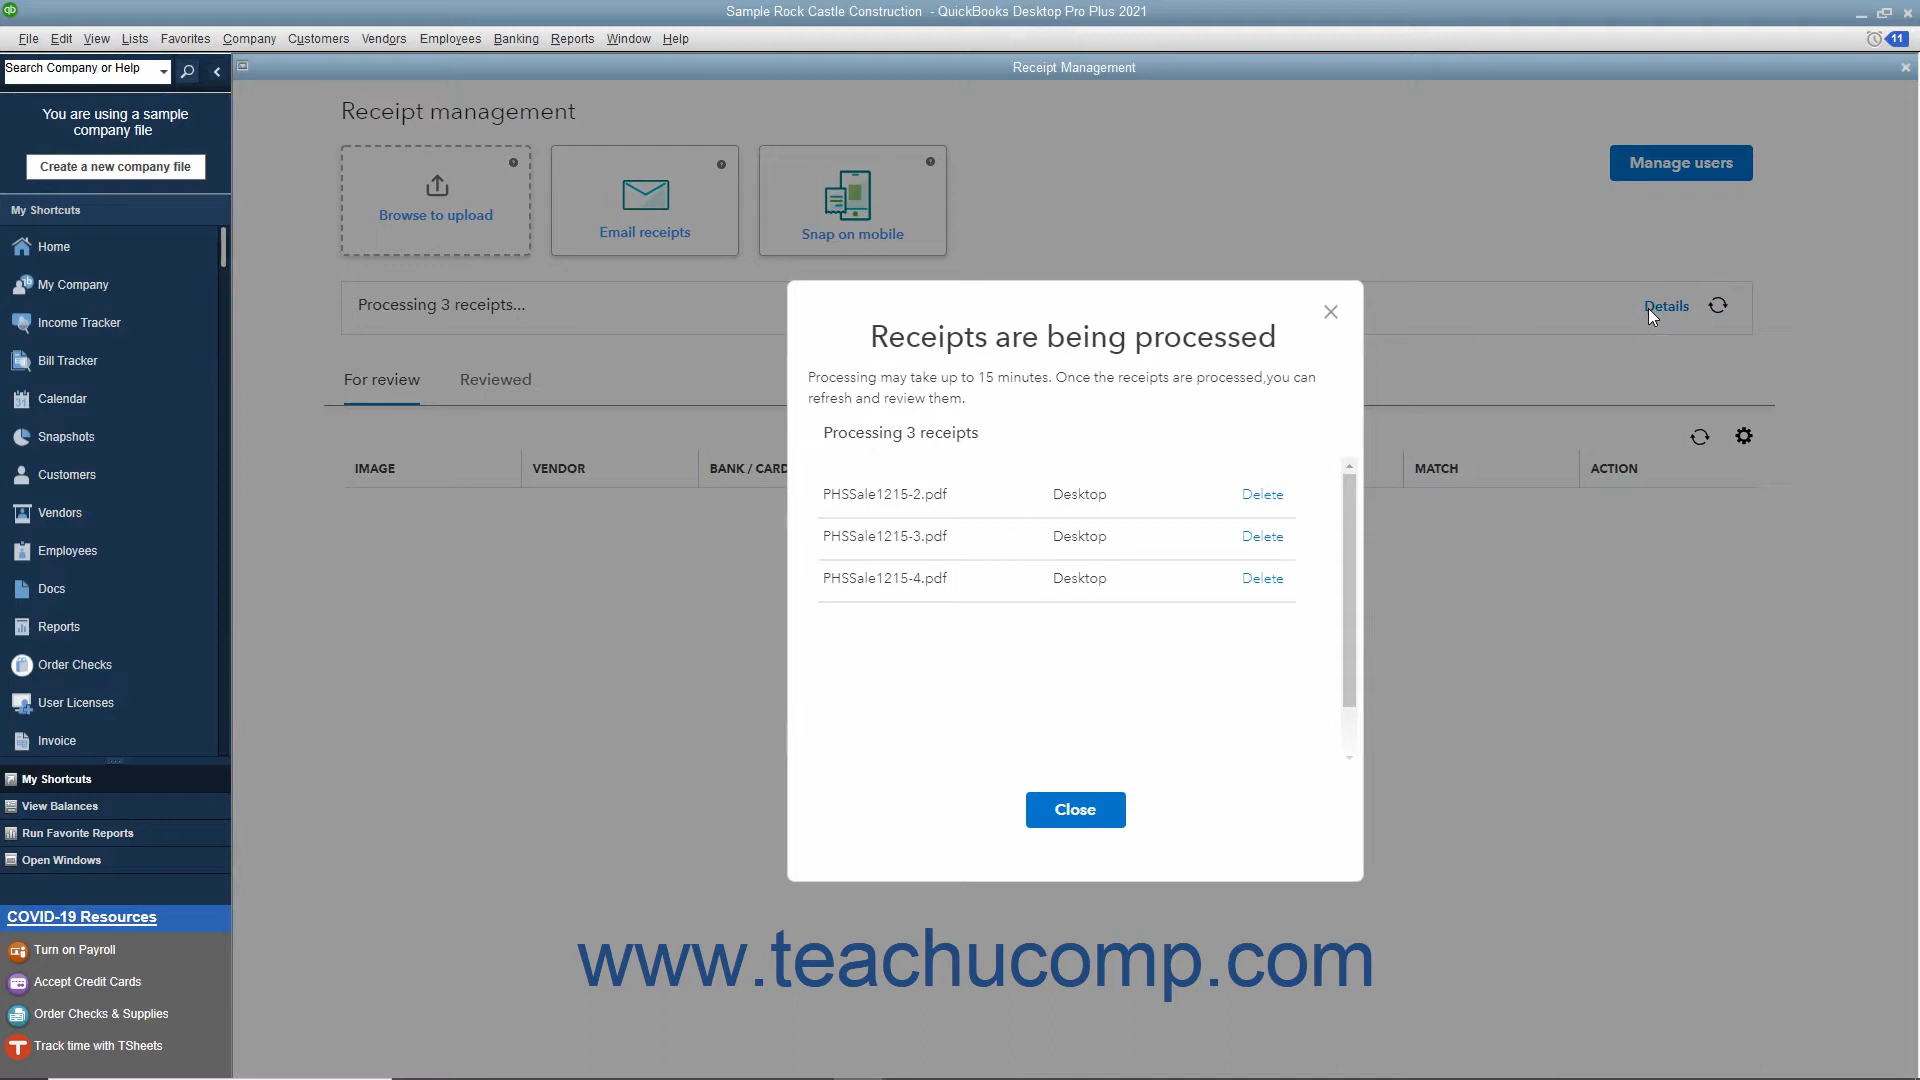 Sample Rock Castle Construction - QuickBooks Desktop Pro Plus 2021
File Edit View Lists Favorites Company Customers Vendors Employees Banking Reports Window Help
11
Search Company or Help
Receipt Management
You are using a sample
company file
Create a new company file
My Shortcuts
Home
My Company
Income Tracker
Bill Tracker
Calendar
Snapshots
Customers
Vendors
Employees
Docs
Reports
Order Checks
User Licenses
Invoice
My Shortcuts
View Balances
Run Favorite Reports
Open Windows
COVID-19 Resources
Turn on Payroll
Accept Credit Cards
Order Checks & Supplies
Track time with TSheets
Receipt management
Browse to upload
Email receipts
Snap on mobile
Manage users
Processing 3 receipts...
Details
For review Reviewed
IMAGE VENDOR BANK / CARD MATCH ACTION
Receipts are being processed
Processing may take up to 15 minutes. Once the receipts are processed,you can
refresh and review them.
Processing 3 receipts
PHSSale1215-2.pdf Desktop Delete
PHSSale1215-3.pdf Desktop Delete
PHSSale1215-4.pdf Desktop Delete
Close
www.teachucomp.com